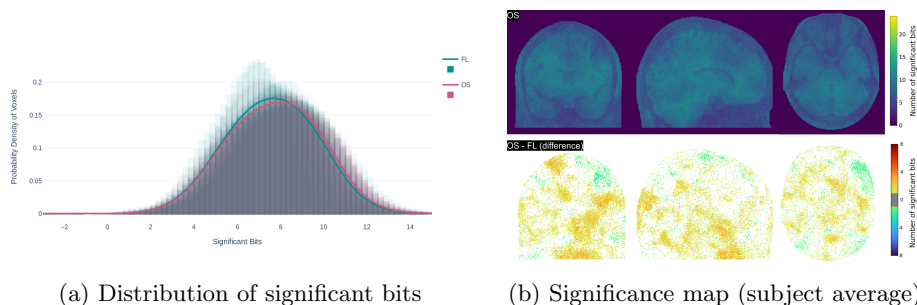 Probability Density of Voxels
0.2
0.15
0.1
0.05
0
−2
0
2
4
6
8
10
12
14
Significant Bits
FL
OS
OS
20
15
10
5
0
Number of significant bits
OS - FL (difference)
8
4
0
4
8
Number of significant bits
(a) Distribution of significant bits
(b) Significance map (subject average)